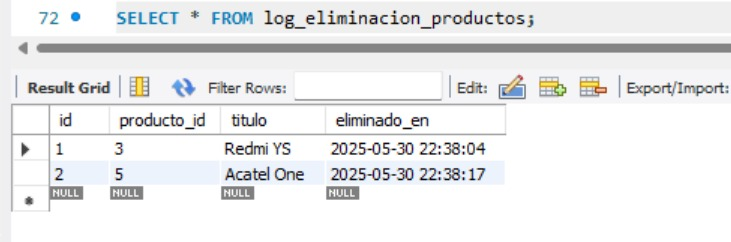 72 SELECT * FROM log_eliminacion_productos;
Result Grid Filter Rows: Edit: Export/Import:
id producto_id titulo eliminado_en
1 3 Redmi YS 2025-05-30 22:38:04
2 5 Acatel One 2025-05-30 22:38:17
NULL NULL NULL NULL